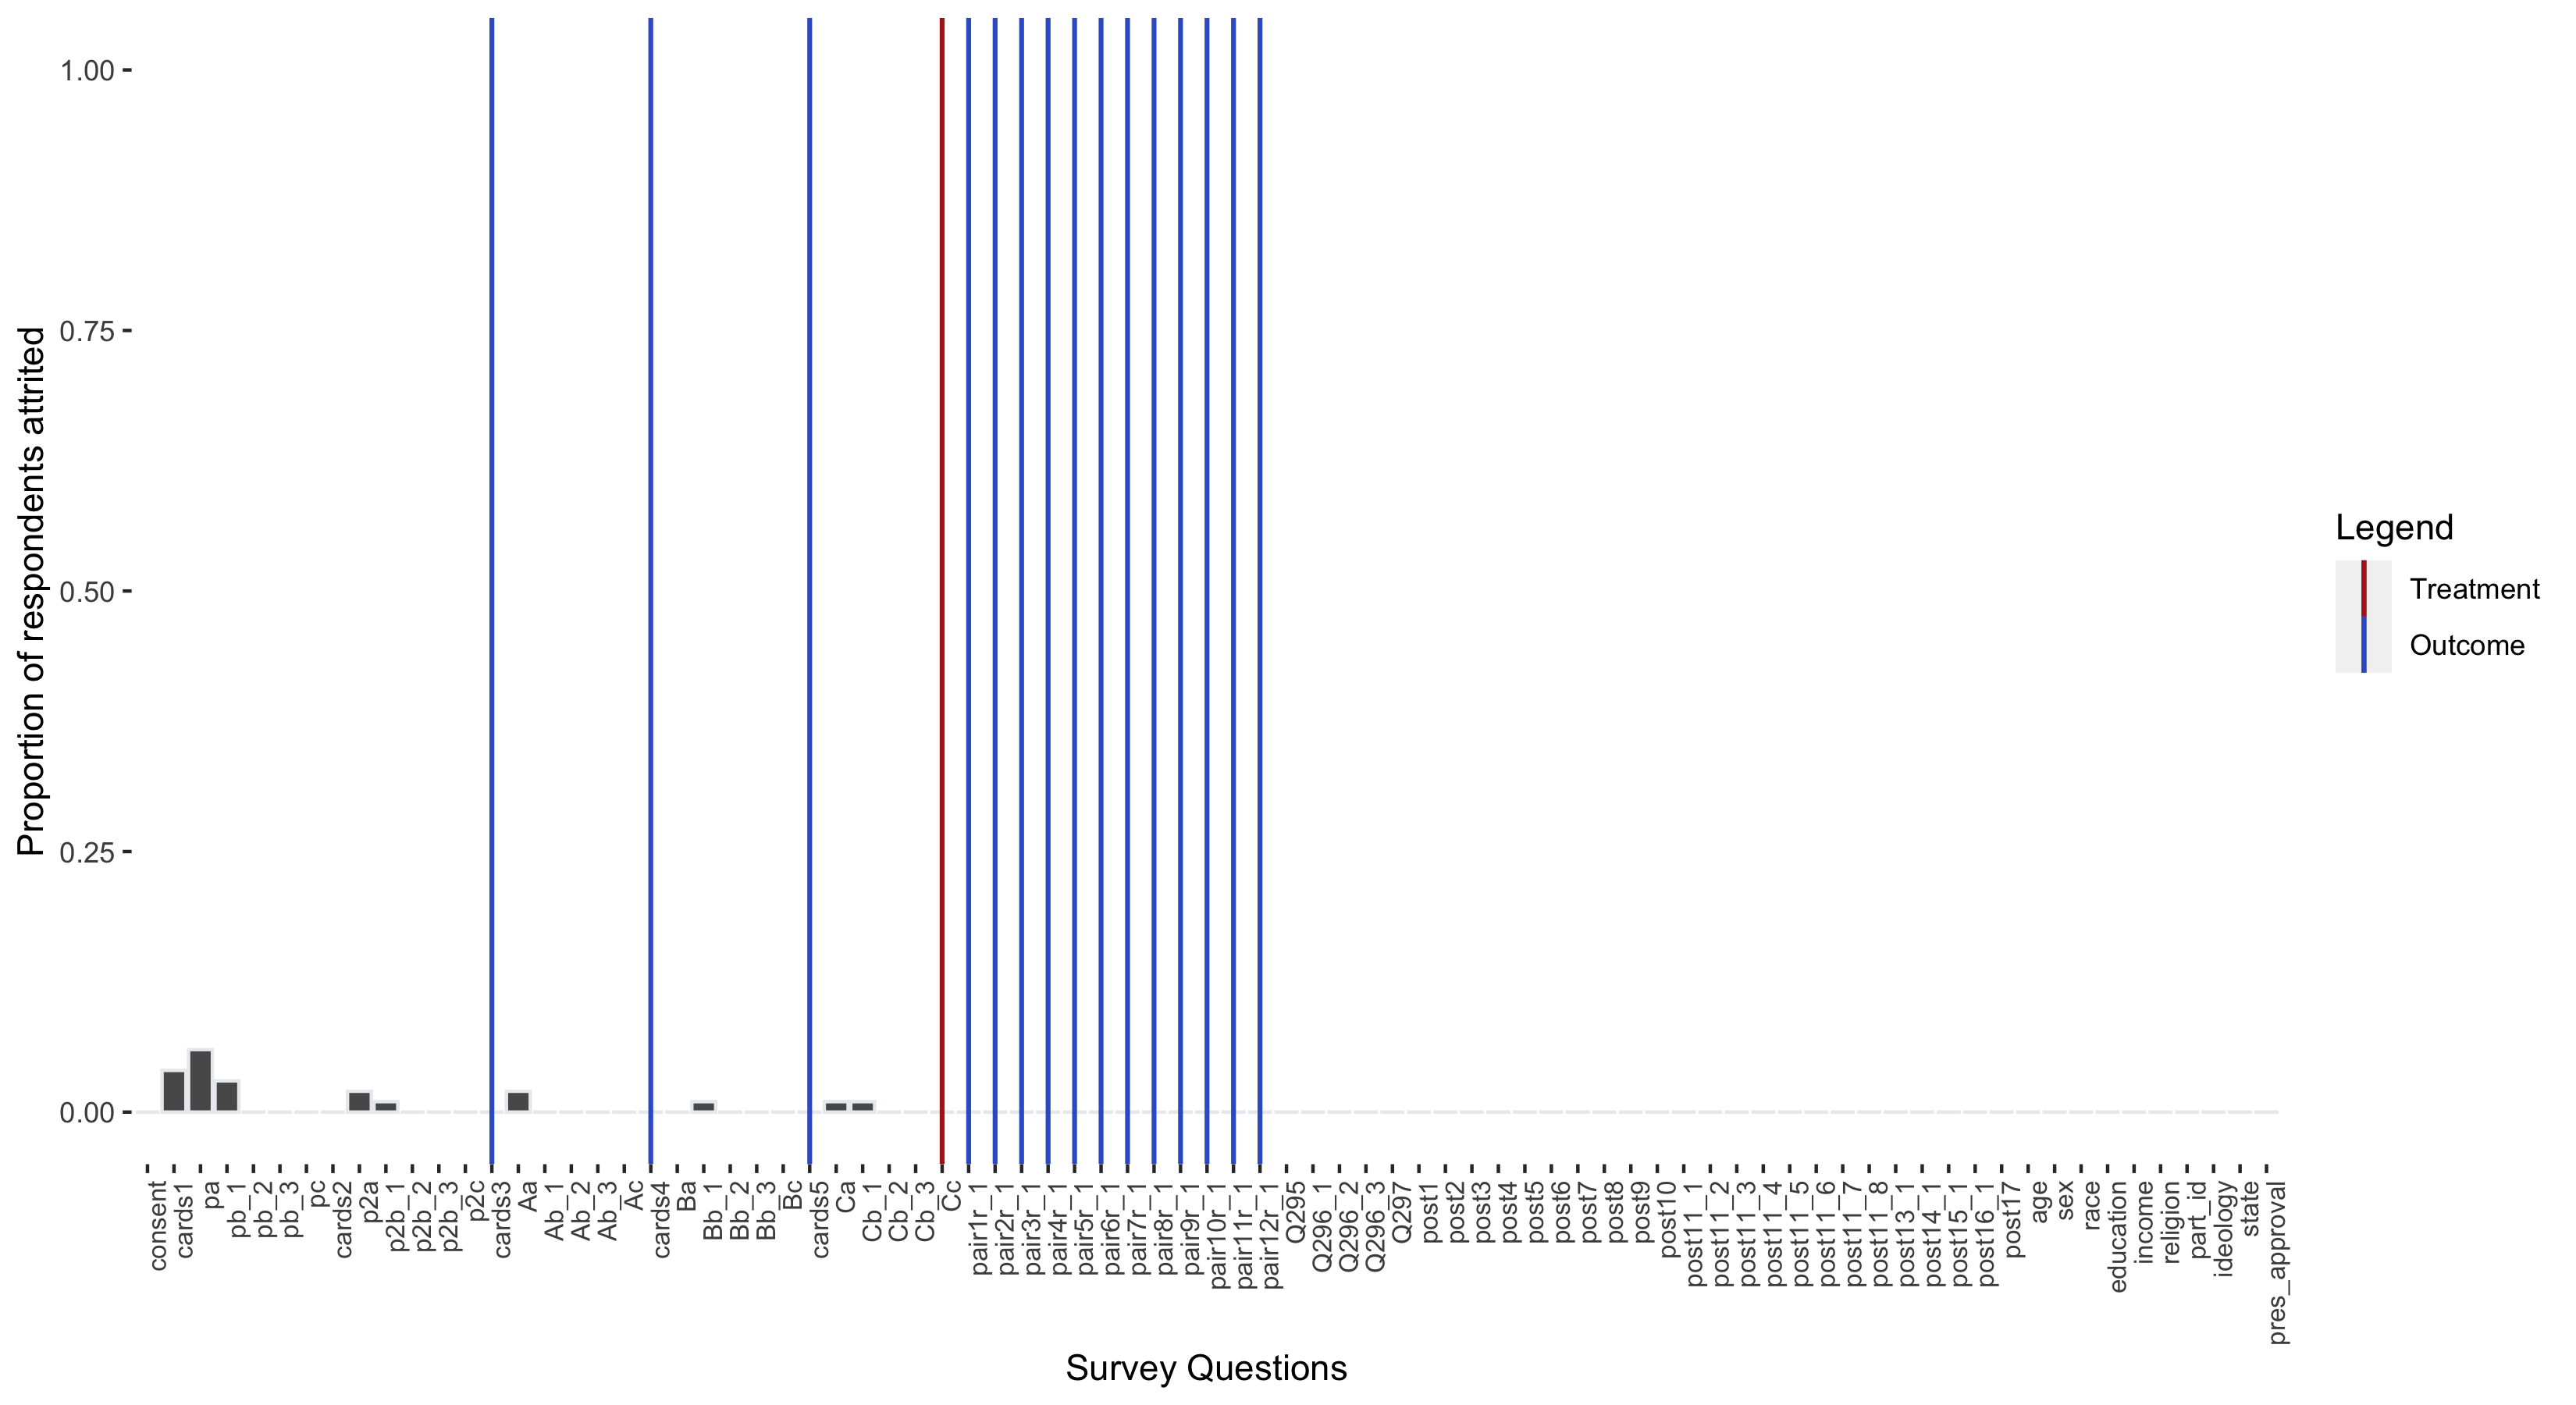 1.00
0.75
0.50
0.25
0.00
Proportion of respondents attrited
consent
cards1
pa
pb_1
pb_2
pb_3
pc
cards2
p2a
p2b_1
p2b_2
p2b_3
p2c
cards3
Aa
Ab_1
Ab_2
Ab_3
Ac
cards4
Ba
Bb_1
Bb_2
Bb_3
Bc
cards5
Ca
Cb_1
Cb_2
Cb_3
Cc
pair1r_1
pair2r_1
pair3r_1
pair4r_1
pair5r_1
pair6r_1
pair7r_1
pair8r_1
pair9r_1
pair10r_1
pair11r_1
pair12r_1
Q295
Q296_1
Q296_2
Q296_3
Q297
post1
post2
post3
post4
post5
post6
post7
post8
post9
post10
post11_1
post11_2
post11_3
post11_4
post11_5
post11_6
post11_7
post11_8
post13_1
post14_1
post15_1
post16_1
post17
age
sex
race
education
income
religion
part_id
ideology
state
pres_approval
Survey Questions
Legend
Treatment
Outcome